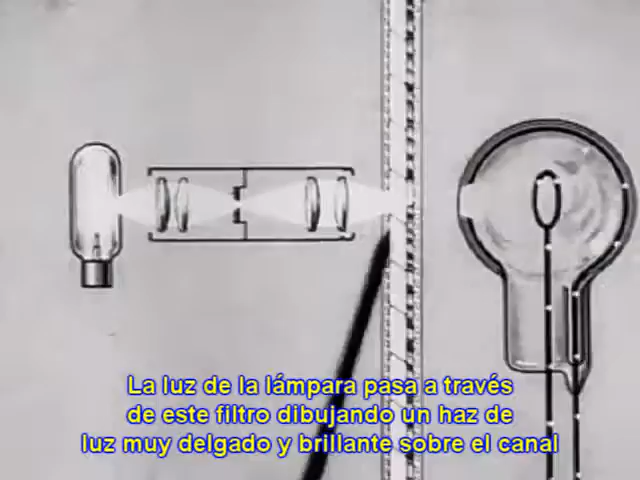 La luz de la lámpara pasa a través
de este filtro dibujando un haz de
luz muy delgado y brillante sobre el canal